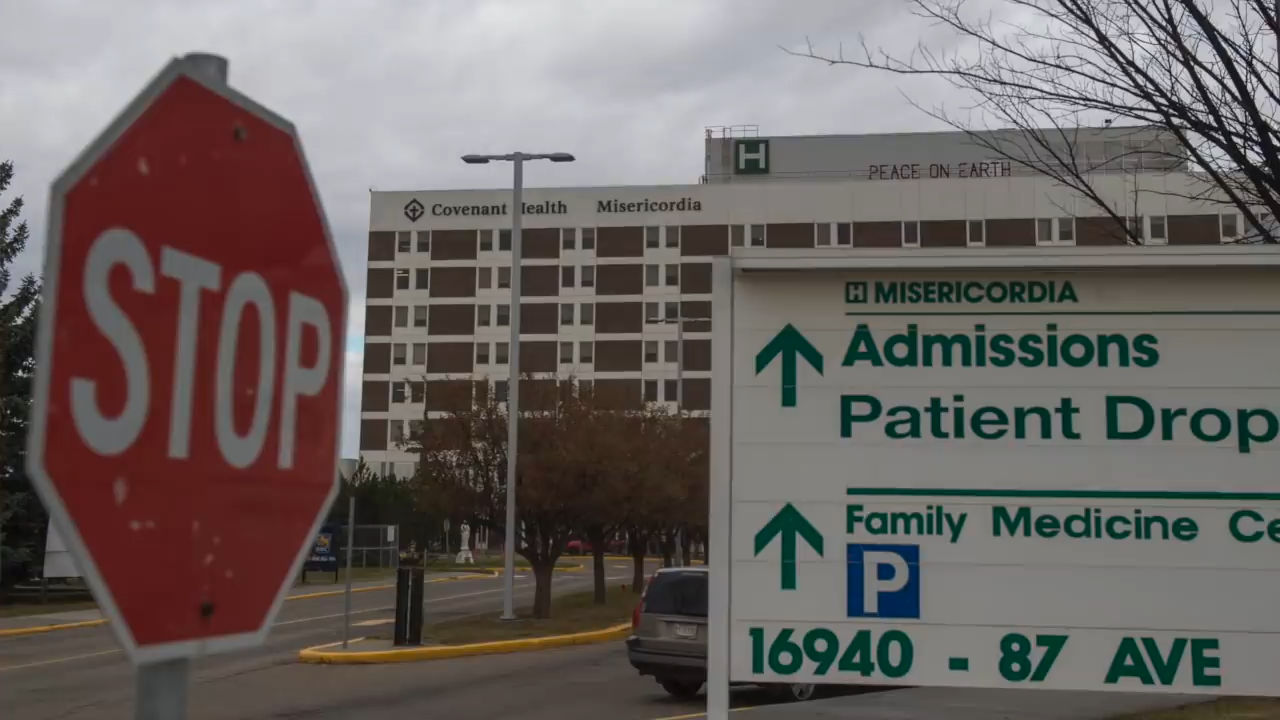 STOP
Covenant Health Misericordia
H
PEACE ON EARTH
H MISERICORDIA
Admissions
Patient Drop
Family Medicine Ce
P
16940 - 87 AVE